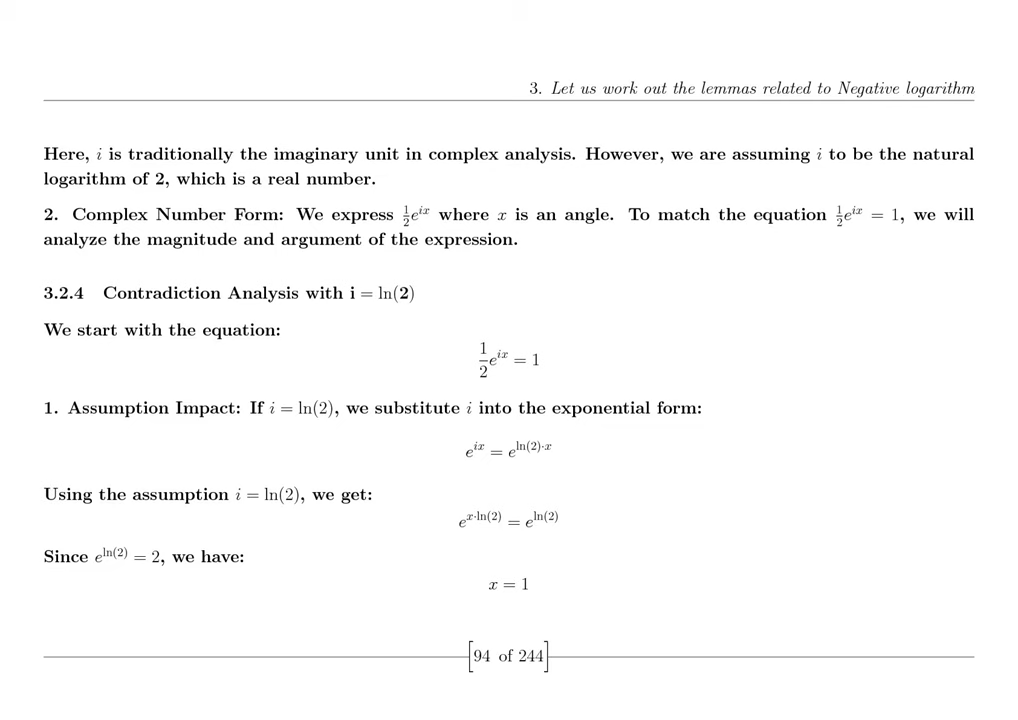 3. Let us work out the lemmas related to Negative logarithm
Here, i is traditionally the imaginary unit in complex analysis. However, we are assuming i to be the natural
logarithm of 2, which is a real number.
2. Complex Number Form: We express \frac{1}{2}e^{ix} where x is an angle. To match the equation \frac{1}{2}e^{ix} = 1, we will
analyze the magnitude and argument of the expression.
3.2.4 Contradiction Analysis with i = ln(2)
We start with the equation:
\frac{1}{2}e^{ix} = 1
1. Assumption Impact: If i = ln(2), we substitute i into the exponential form:
e^{ix} = e^{ln(2)·x}
Using the assumption i = ln(2), we get:
e^{x·ln(2)} = e^{ln(2)}
Since e^{ln(2)} = 2, we have:
x = 1
[94 of 244]